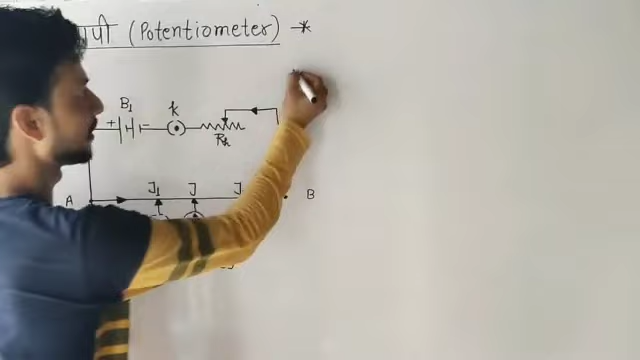 (Potentiometer) -*
B₁
k
+ -
Rh
J₁ J J
A B